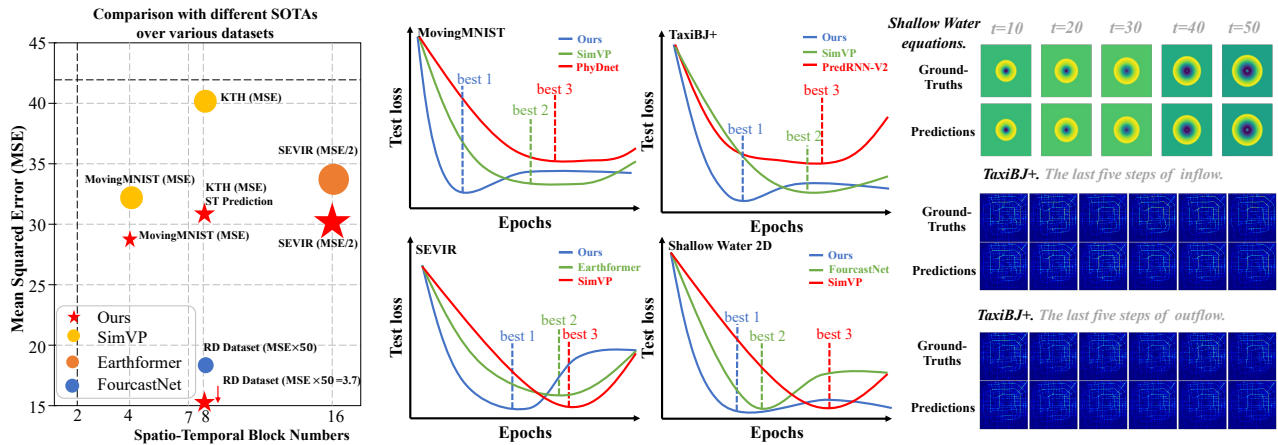 Comparison with different SOTAs
over various datasets
Mean Squared Error (MSE)
45
40
35
30
25
20
15
KTH (MSE)
SEVIR (MSE/2)
MovingMNIST (MSE)
KTH (MSE)
ST Prediction
MovingMNIST (MSE)
SEVIR (MSE/2)
Ours
SimVP
Earthformer
FourcastNet
RD Dataset (MSE×50)
RD Dataset (MSE ×50=3.7)
2
4
7
8
16
Spatio-Temporal Block Numbers
MovingMNIST
Ours
SimVP
PhyDnet
best 1
best 2
best 3
Test loss
Epochs
TaxiBJ+
Ours
SimVP
PredRNN-V2
best 3
best 1
best 2
Test loss
Epochs
SEVIR
Ours
Earthformer
SimVP
best 1
best 2
best 3
Test loss
Epochs
Shallow Water 2D
Ours
FourcastNet
SimVP
best 1
best 2
best 3
Test loss
Epochs
Shallow Water
equations.
t=10
t=20
t=30
t=40
t=50
Ground-
Truths
Predictions
TaxiBJ+. The last five steps of inflow.
Ground-
Truths
Predictions
TaxiBJ+. The last five steps of outflow.
Ground-
Truths
Predictions